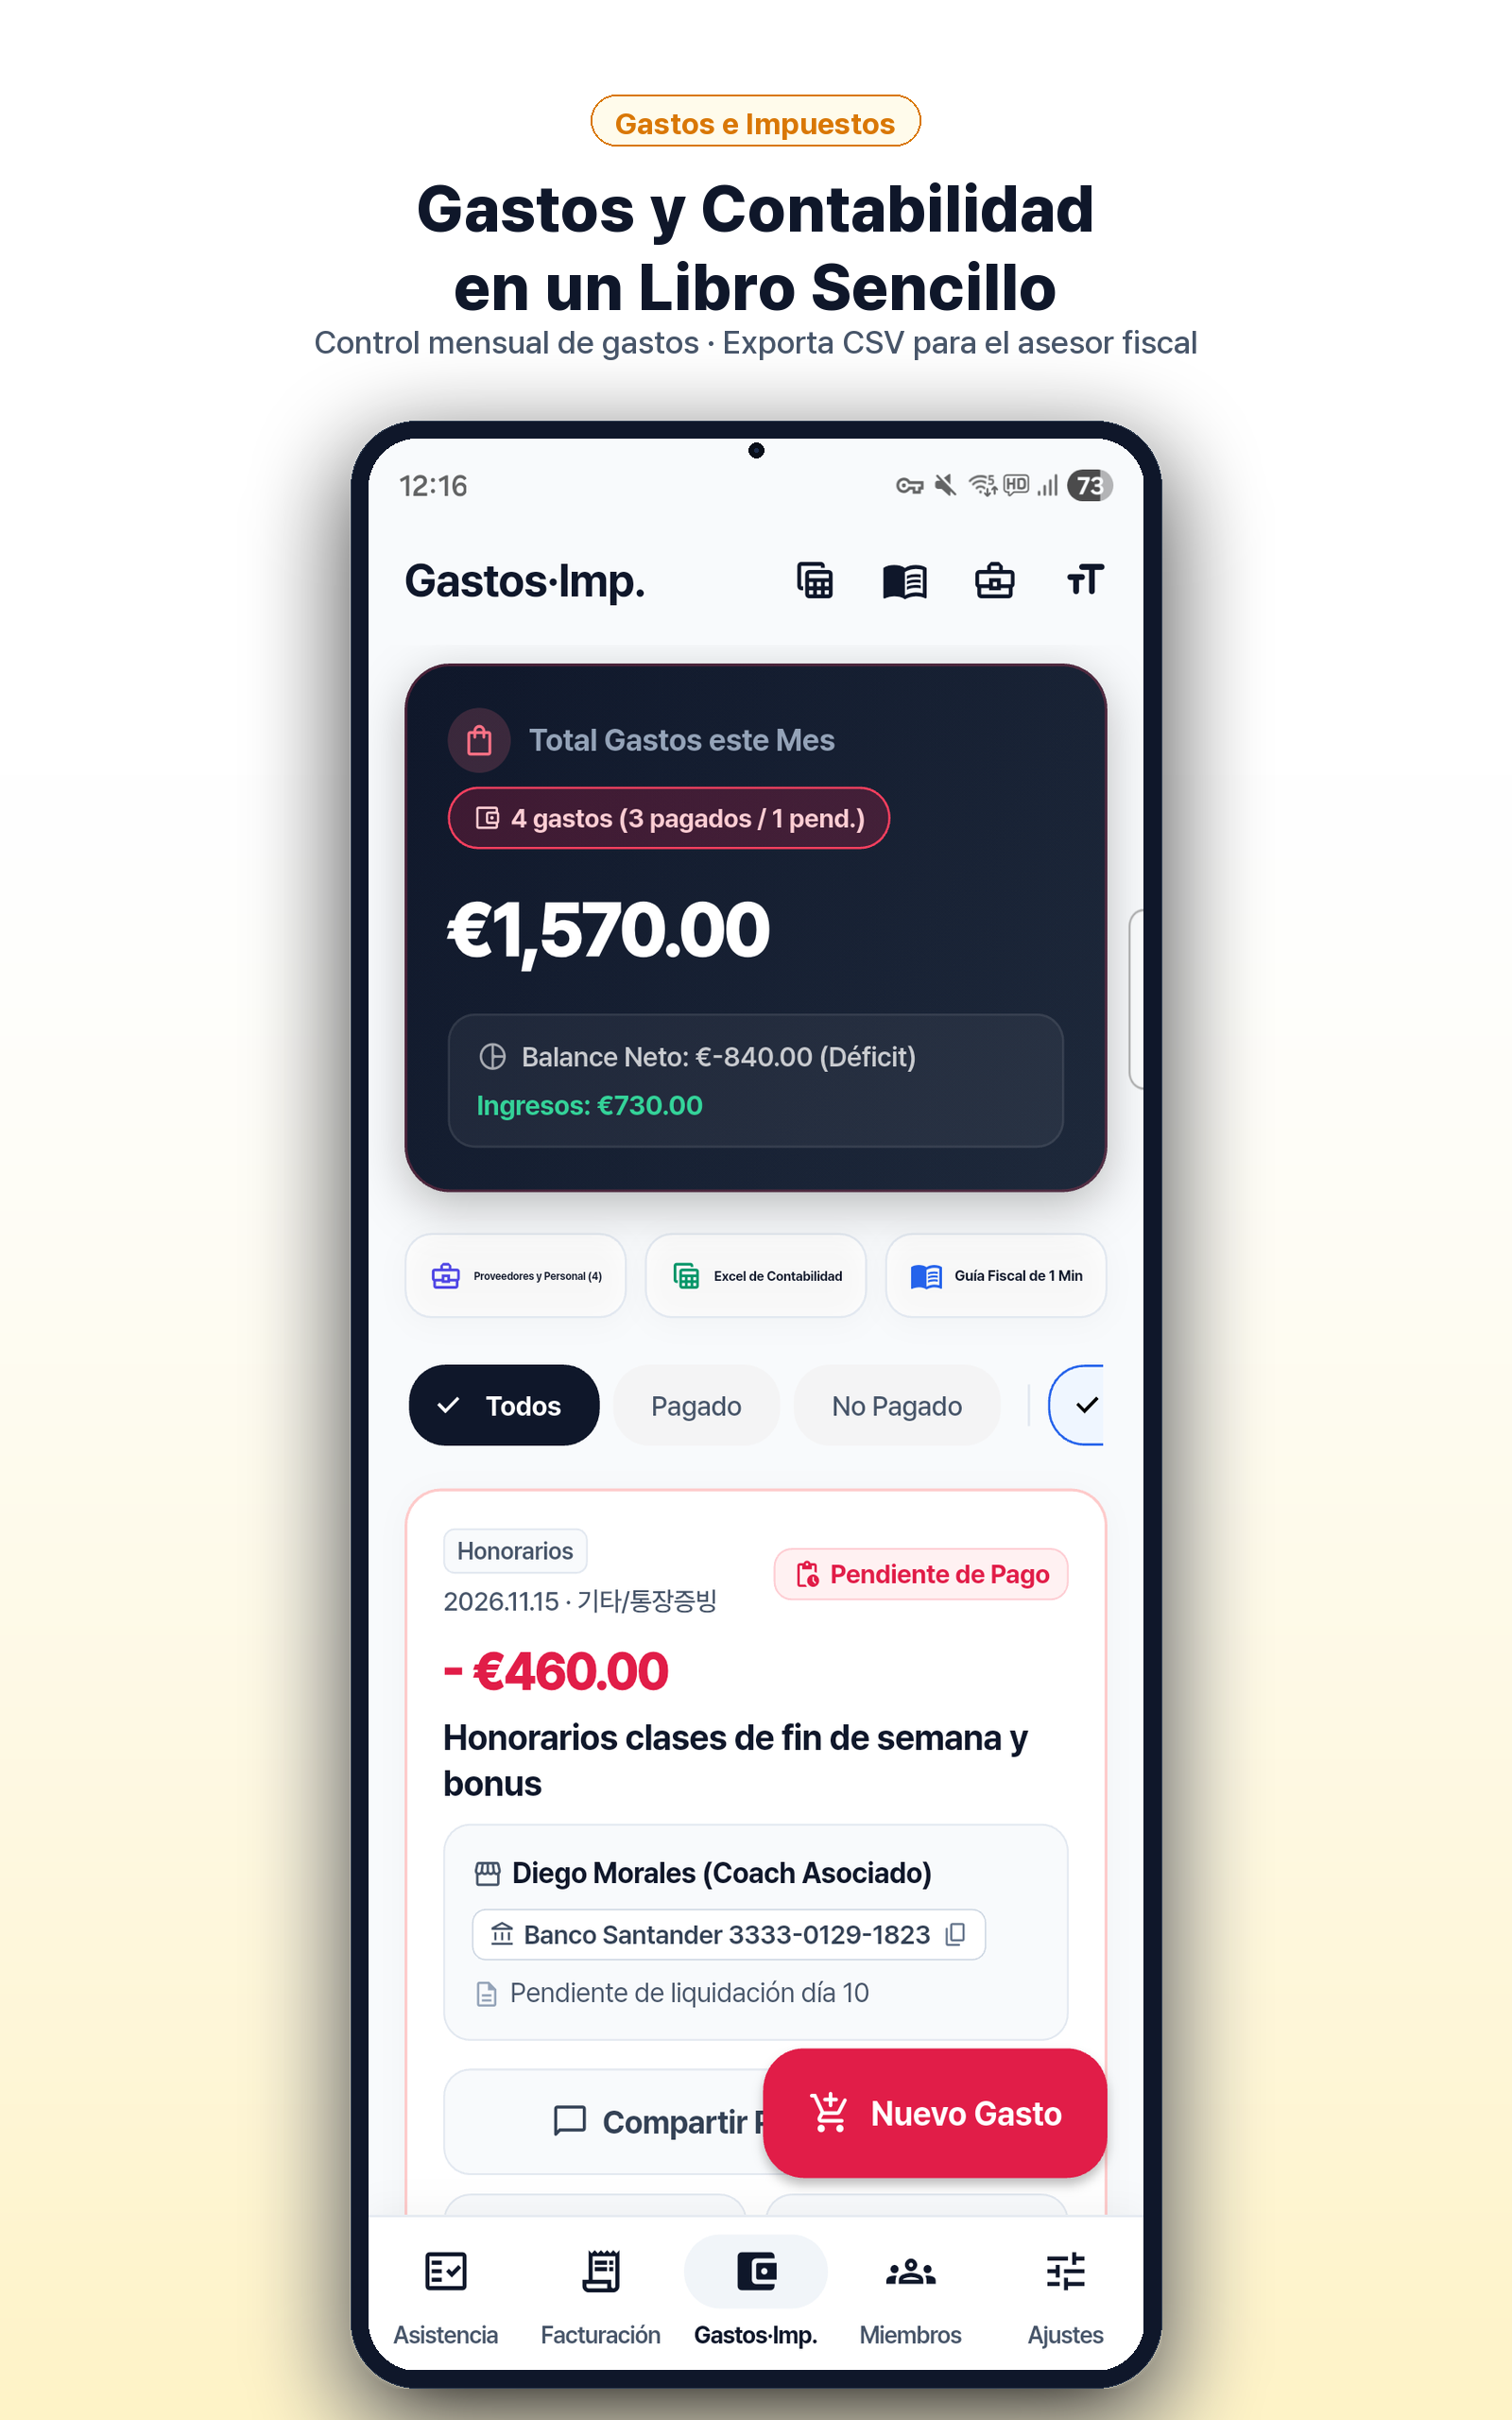 Gastos e Impuestos
Gastos y Contabilidad
en un Libro Sencillo
Control mensual de gastos · Exporta CSV para el asesor fiscal
12:16
5 HD 73
Gastos·Imp.
Total Gastos este Mes
4 gastos (3 pagados / 1 pend.)
€1,570.00
Balance Neto: €-840.00 (Déficit)
Ingresos: €730.00
Proveedores y Personal (4)
Excel de Contabilidad
Guía Fiscal de 1 Min
Todos
Pagado
No Pagado
Honorarios
Pendiente de Pago
2026.11.15 · 기타/통장증빙
- €460.00
Honorarios clases de fin de semana y
bonus
Diego Morales (Coach Asociado)
Banco Santander 3333-0129-1823
Pendiente de liquidación día 10
Compartir
Nuevo Gasto
Asistencia
Facturación
Gastos·Imp.
Miembros
Ajustes